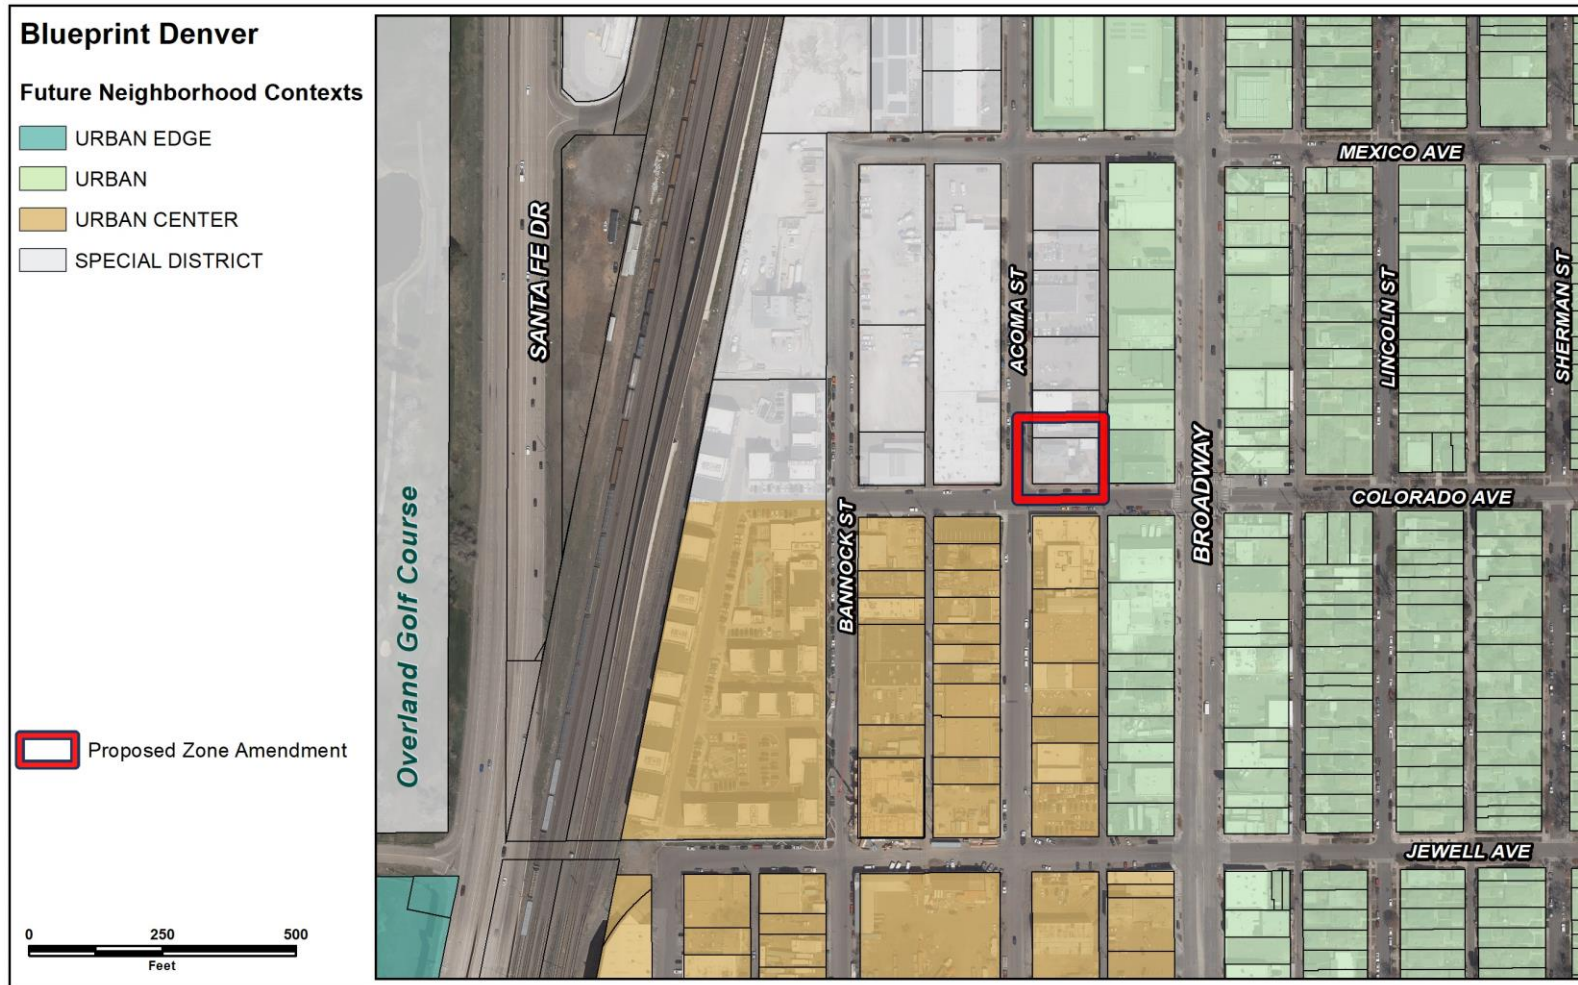 Blueprint Denver
Future Neighborhood Contexts
URBAN EDGE
URBAN
URBAN CENTER
SPECIAL DISTRICT
Proposed Zone Amendment
0 250 500
Feet
MEXICO AVE
SANTA FE DR
ACOMA ST
LINCOLN ST
SHERMAN ST
BROADWAY
COLORADO AVE
BANNOCK ST
Overland Golf Course
JEWELL AVE